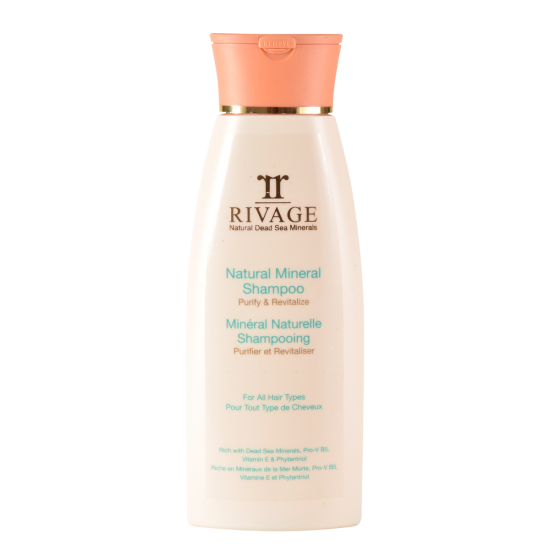 REMOVE
RIVAGE
Natural Dead Sea Minerals
Natural Mineral
Shampoo
Purify & Revitalize
Minéral Naturelle
Shampooing
Purifier et Revitaliser
For All Hair Types
Pour Tout Type de Cheveux
Rich with Dead Sea Minerals, Pro-V B5,
Vitamin E & Phytantriol
Riche en Minéraux de la Mer Morte, Pro-V B5,
Vitamine E et Phytantriol